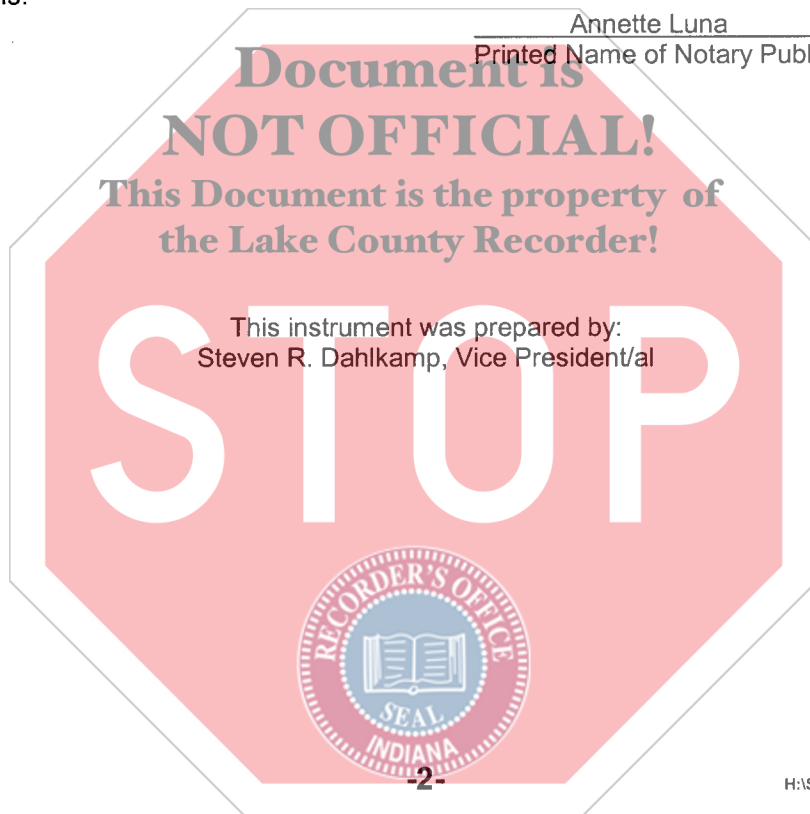 Annette Luna
Printed Name of Notary Publ
Document is
NOT OFFICIAL!
This Document is the property of
the Lake County Recorder!
This instrument was prepared by:
Steven R. Dahlkamp, Vice President/al
STOP
RECORDER'S OFFICE
SEAL
INDIANA
-2-
H:\S